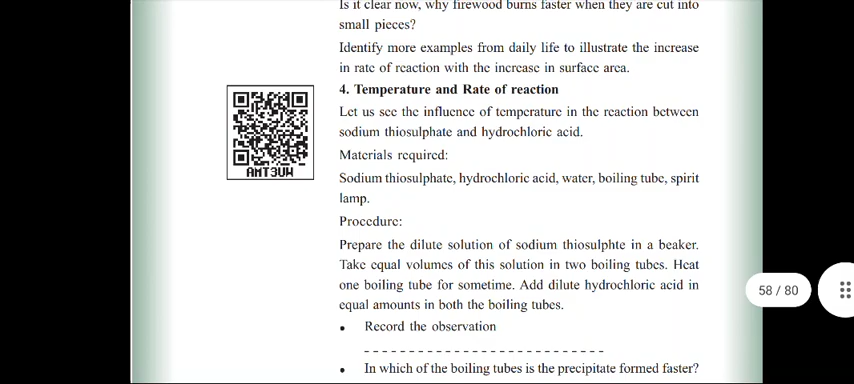 Is it clear now, why firewood burns faster when they are cut into
small pieces?
Identify more examples from daily life to illustrate the increase
in rate of reaction with the increase in surface area.
4. Temperature and Rate of reaction
Let us see the influence of temperature in the reaction between
sodium thiosulphate and hydrochloric acid.
Materials required:
Sodium thiosulphate, hydrochloric acid, water, boiling tube, spirit
lamp.
Procedure:
Prepare the dilute solution of sodium thiosulphte in a beaker.
Take equal volumes of this solution in two boiling tubes. Heat
one boiling tube for sometime. Add dilute hydrochloric acid in
equal amounts in both the boiling tubes.
• Record the observation
• In which of the boiling tubes is the precipitate formed faster?
AMT3UW
58 / 80